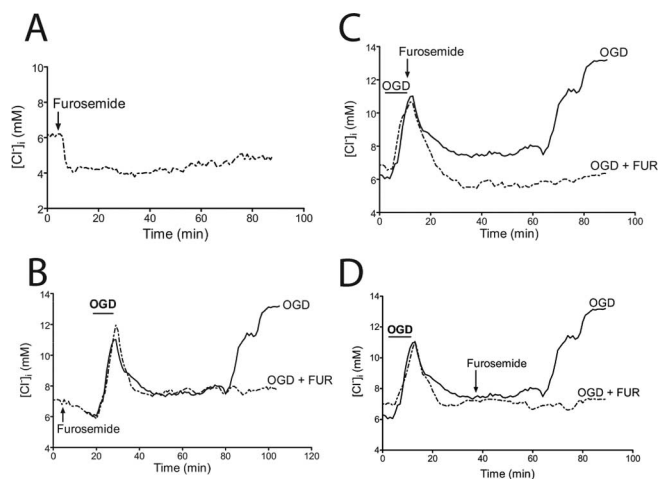 A
[Cl-]i (mM)
10
8
6
4
2
Furosemide
0
20
40
60
80
100
Time (min)
B
[Cl-]i (mM)
14
12
10
8
6
4
OGD
OGD
OGD + FUR
Furosemide
0
20
40
60
80
100
120
Time (min)
C
[Cl-]i (mM)
14
12
10
8
6
4
Furosemide
OGD
OGD
OGD + FUR
0
20
40
60
80
100
Time (min)
D
[Cl-]i (mM)
14
12
10
8
6
4
OGD
OGD
Furosemide
OGD + FUR
0
20
40
60
80
100
Time (min)